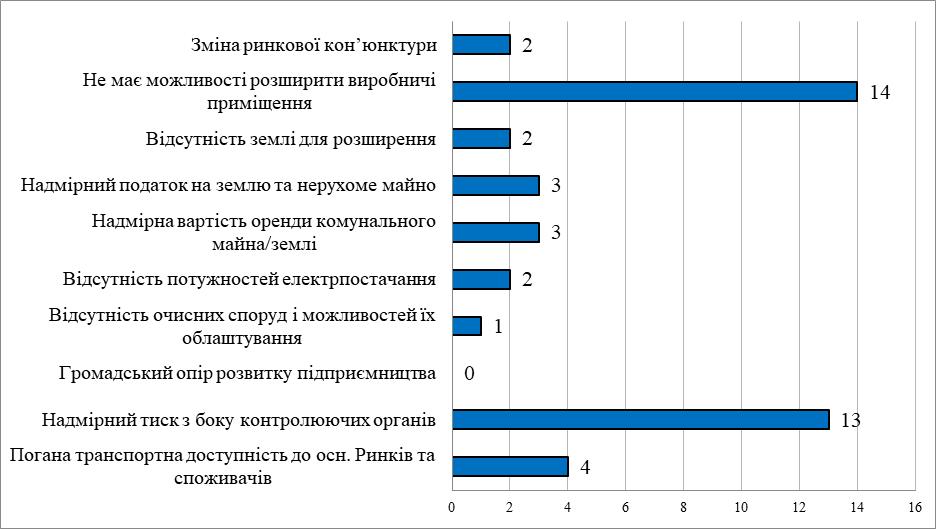 Зміна ринкової кон’юнктури
2
Не має можливості розширити виробничі
приміщення
14
Відсутність землі для розширення
2
Надмірний податок на землю та нерухоме майно
3
Надмірна вартість оренди комунального
майна/землі
3
Відсутність потужностей електрпостачання
2
Відсутність очисних споруд і можливостей їх
облаштування
1
Громадський опір розвитку підприємництва
0
Надмірний тиск з боку контролюючих органів
13
Погана транспортна доступність до осн. Ринків та
споживачів
4
0 2 4 6 8 10 12 14 16